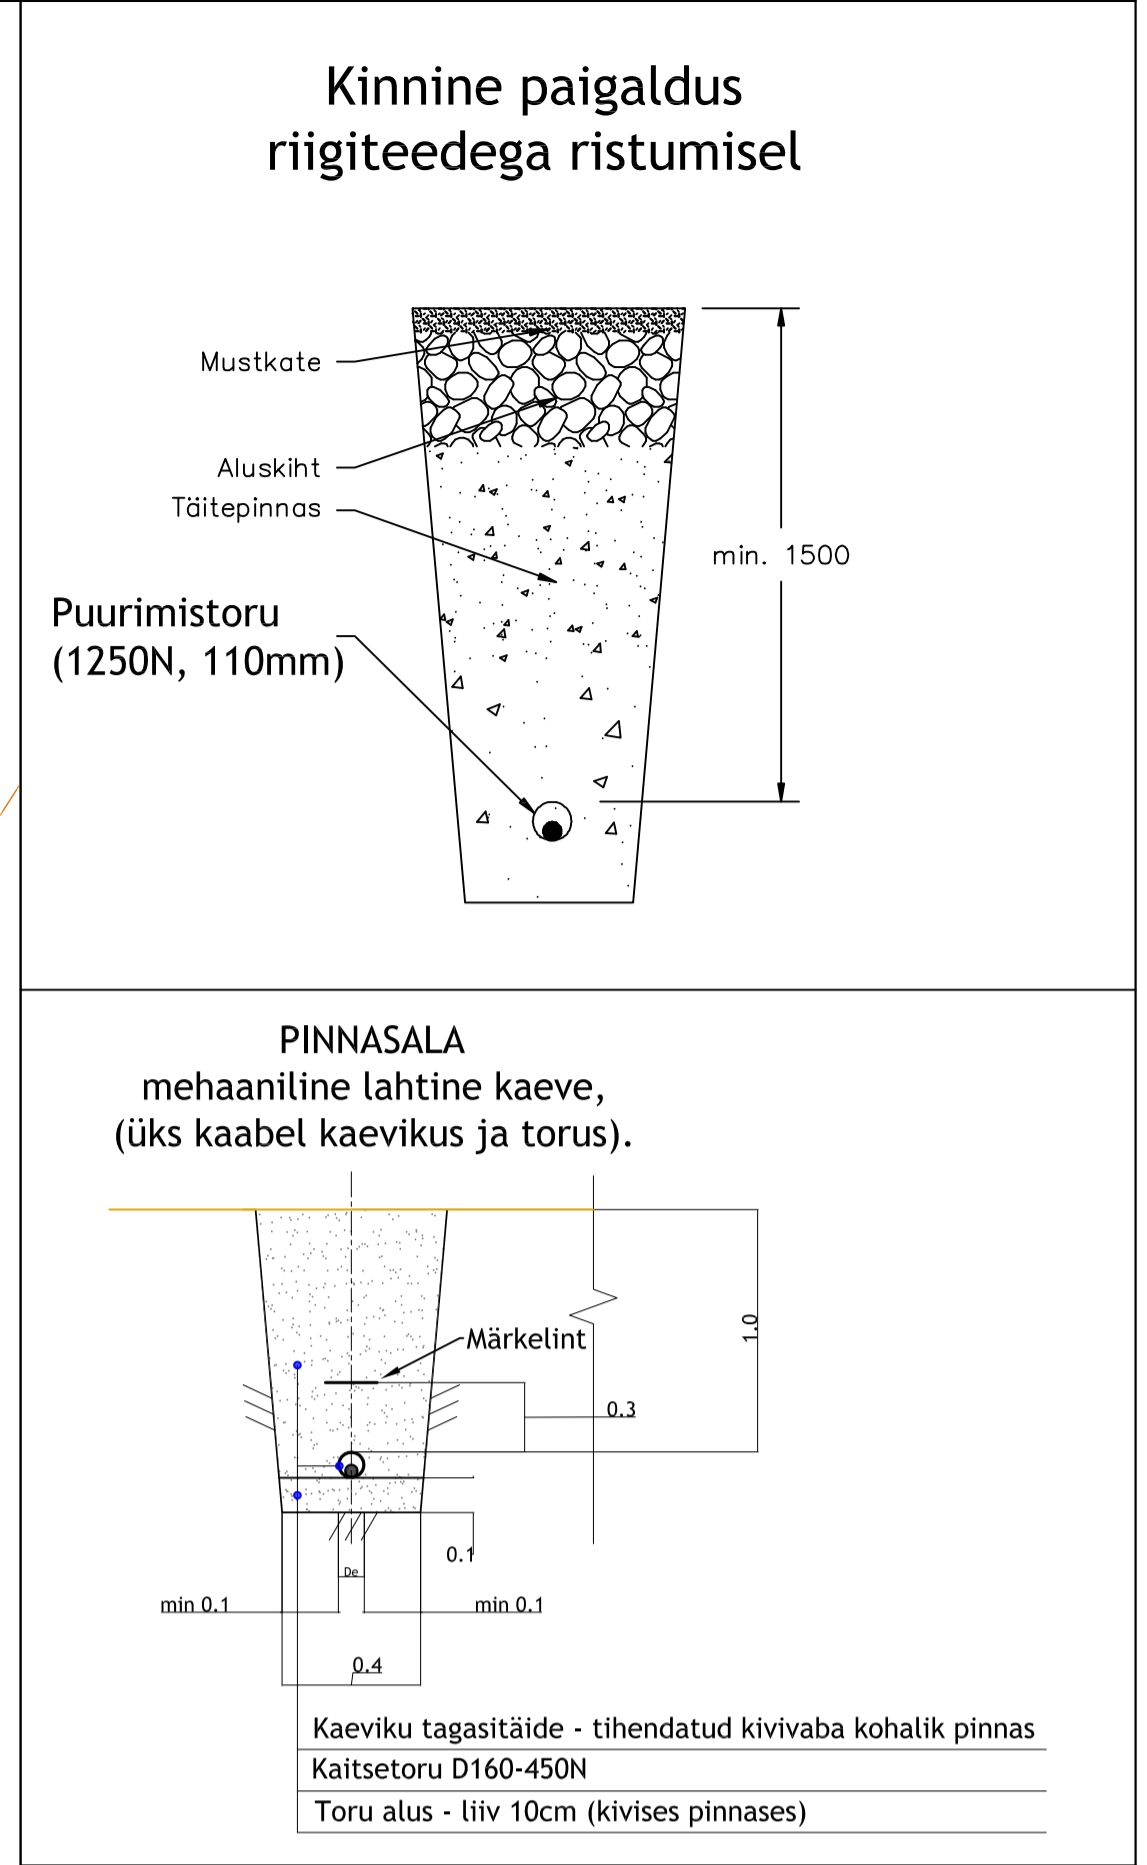 Kinnine paigaldus
riigiteedega ristumisel
Mustkate
Aluskiht
Täitepinnas
min. 1500
Puurimistoru
(1250N, 110mm)
PINNASALA
mehaaniline lahtine kaeve,
(üks kaabel kaevikus ja torus).
1.0
Märkelint
0.3
0.1
De
min 0.1
min 0.1
0.4
Kaeviku tagasitäide - tihendatud kivivaba kohalik pinnas
Kaitsetoru D160-450N
Toru alus - liiv 10cm (kivises pinnases)